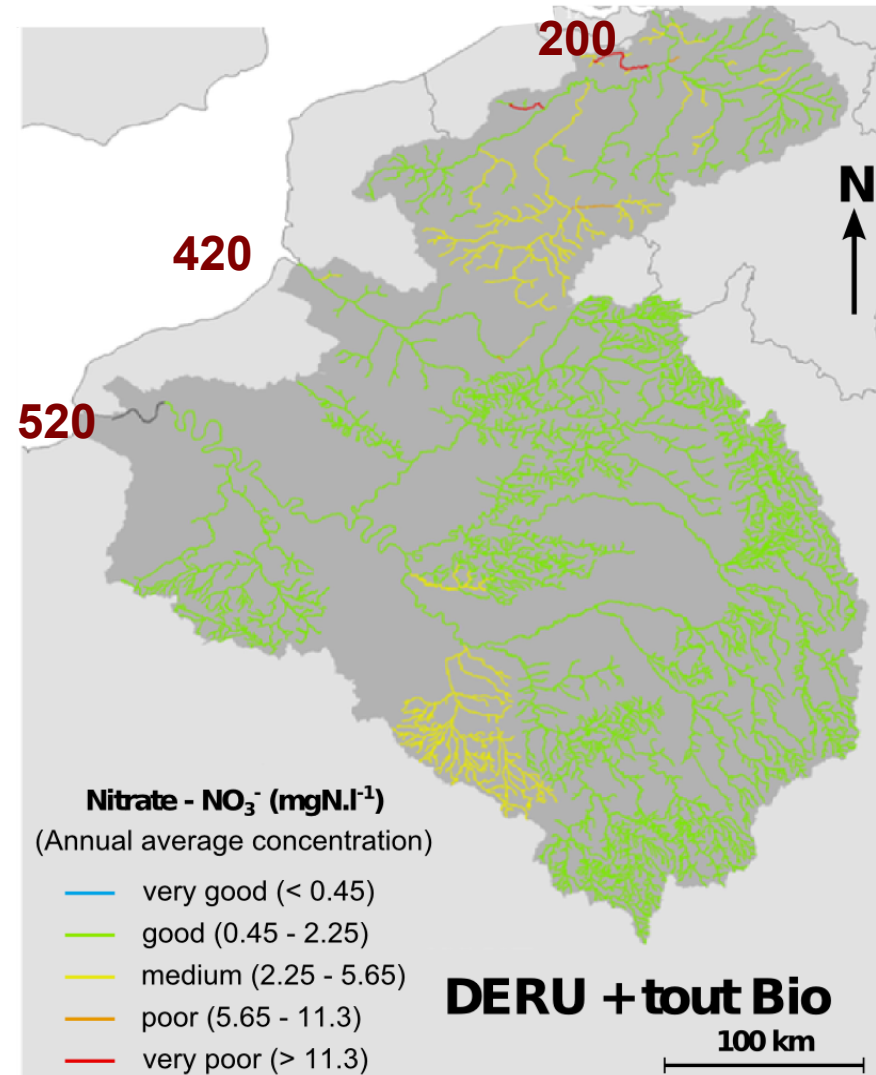 200
N
420
520
Nitrate - NO₃⁻ (mgN.l⁻¹)
(Annual average concentration)
very good (< 0.45)
good (0.45 - 2.25)
medium (2.25 - 5.65)
poor (5.65 - 11.3)
very poor (> 11.3)
DERU + tout Bio
100 km